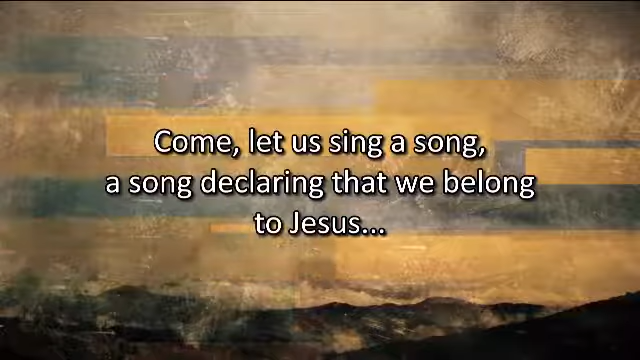 Come, let us sing a song,
a song declaring that we belong
to Jesus...